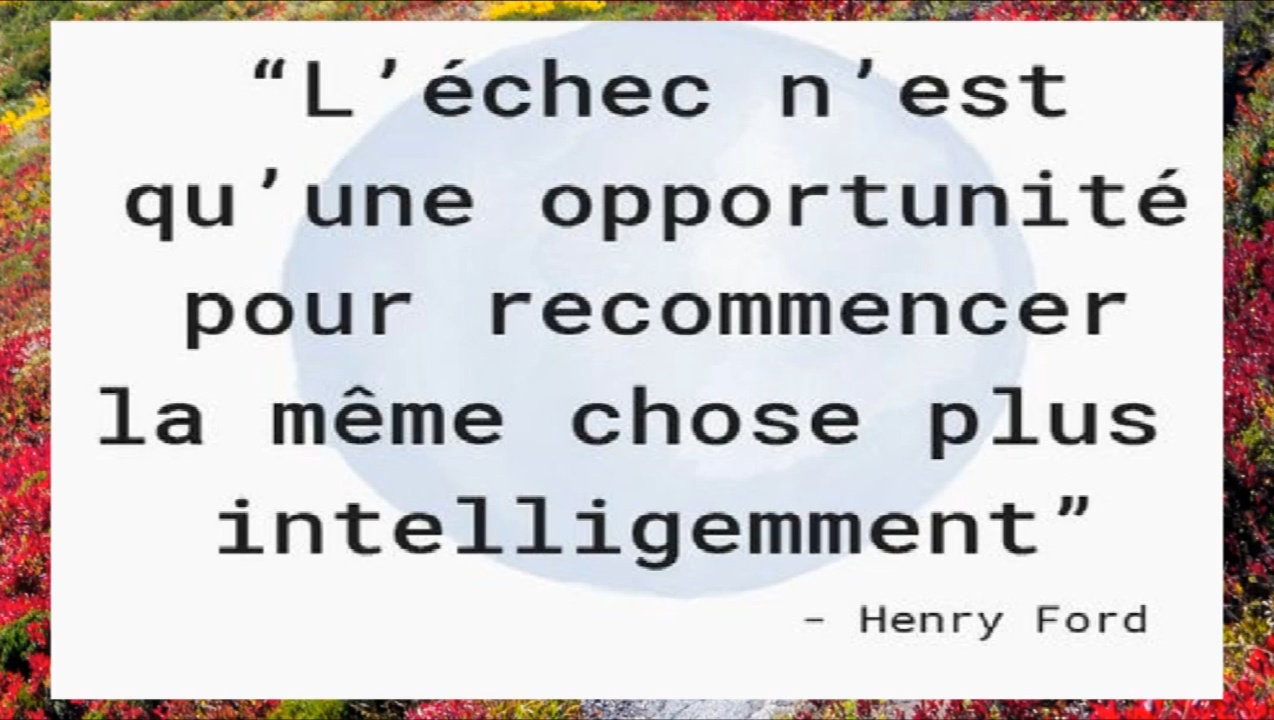 “L’échec n’est
qu’une opportunité
pour recommencer
la même chose plus
intelligemment”
- Henry Ford